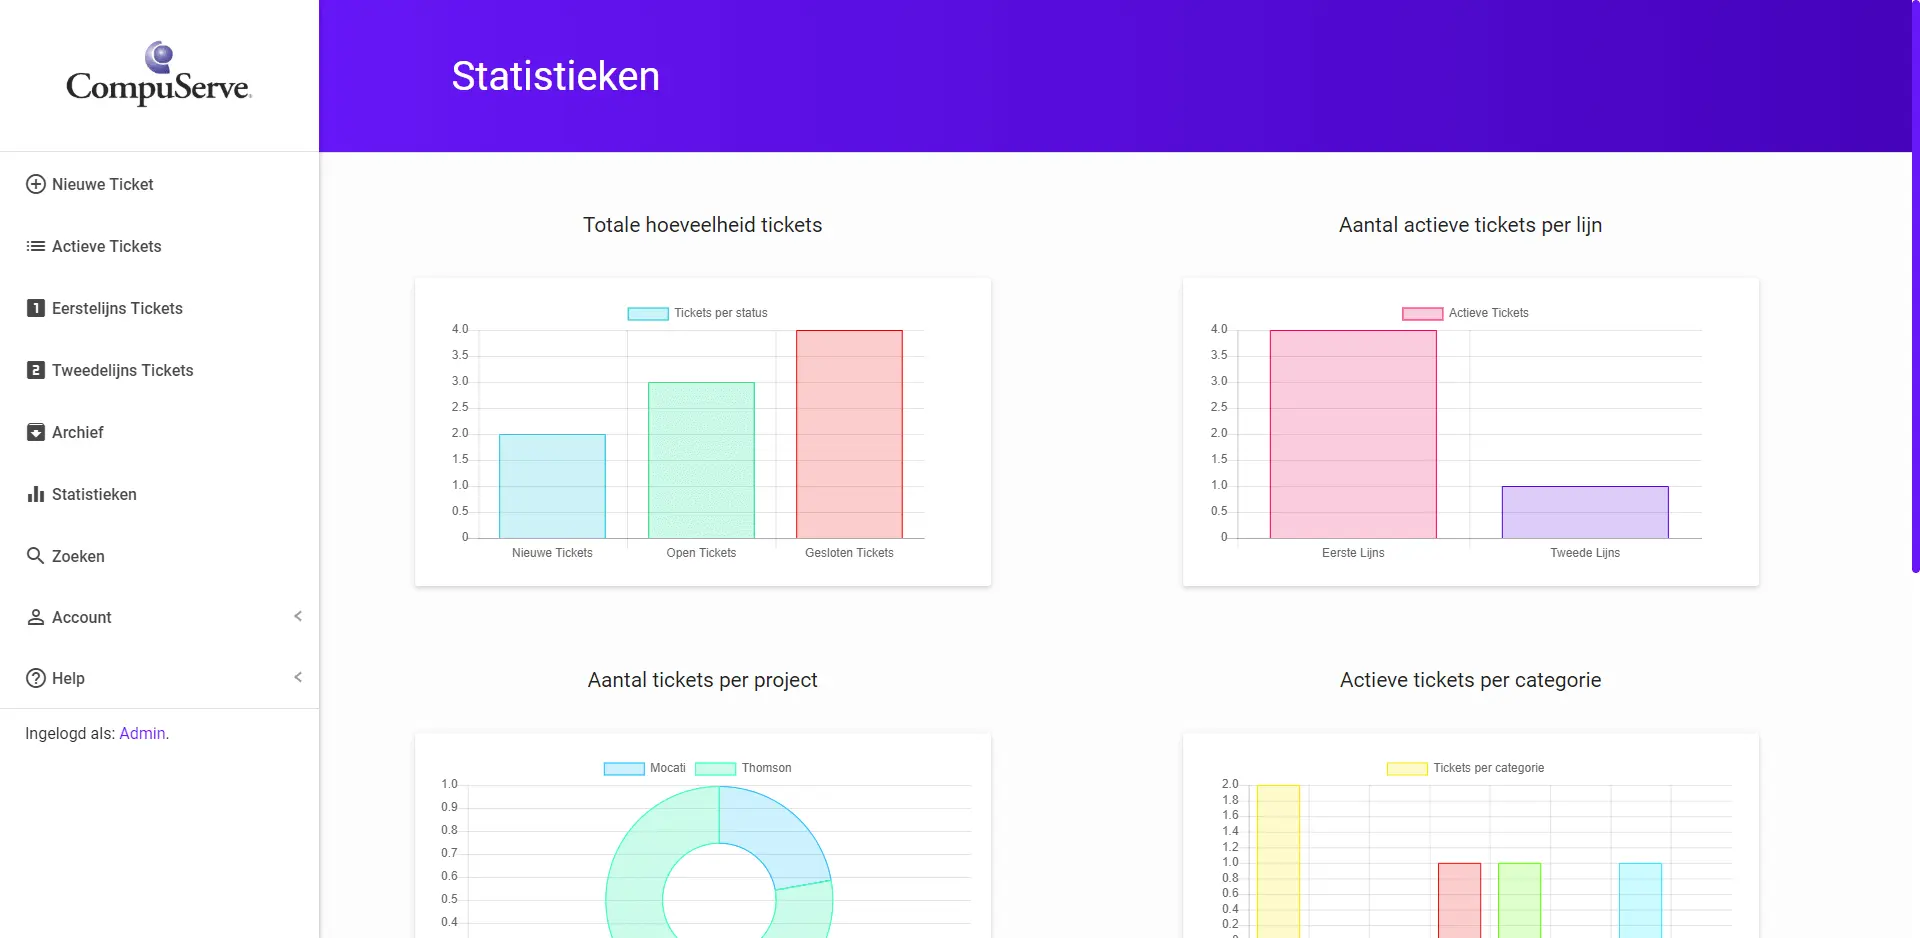 CompuServe
Nieuwe Ticket
Actieve Tickets
1 Eerstelijns Tickets
2 Tweedelijns Tickets
Archief
Statistieken
Zoeken
Account
Help
Ingelogd als: Admin.
Statistieken
Totale hoeveelheid tickets
Tickets per status
4.0
3.5
3.0
2.5
2.0
1.5
1.0
0.5
0
Nieuwe Tickets Open Tickets Gesloten Tickets
Aantal actieve tickets per lijn
Actieve Tickets
4.0
3.5
3.0
2.5
2.0
1.5
1.0
0.5
0
Eerste Lijns Tweede Lijns
Aantal tickets per project
Mocati Thomson
1.0
0.9
0.8
0.7
0.6
0.5
0.4
Actieve tickets per categorie
Tickets per categorie
2.0
1.8
1.6
1.4
1.2
1.0
0.8
0.6
0.4
0.2